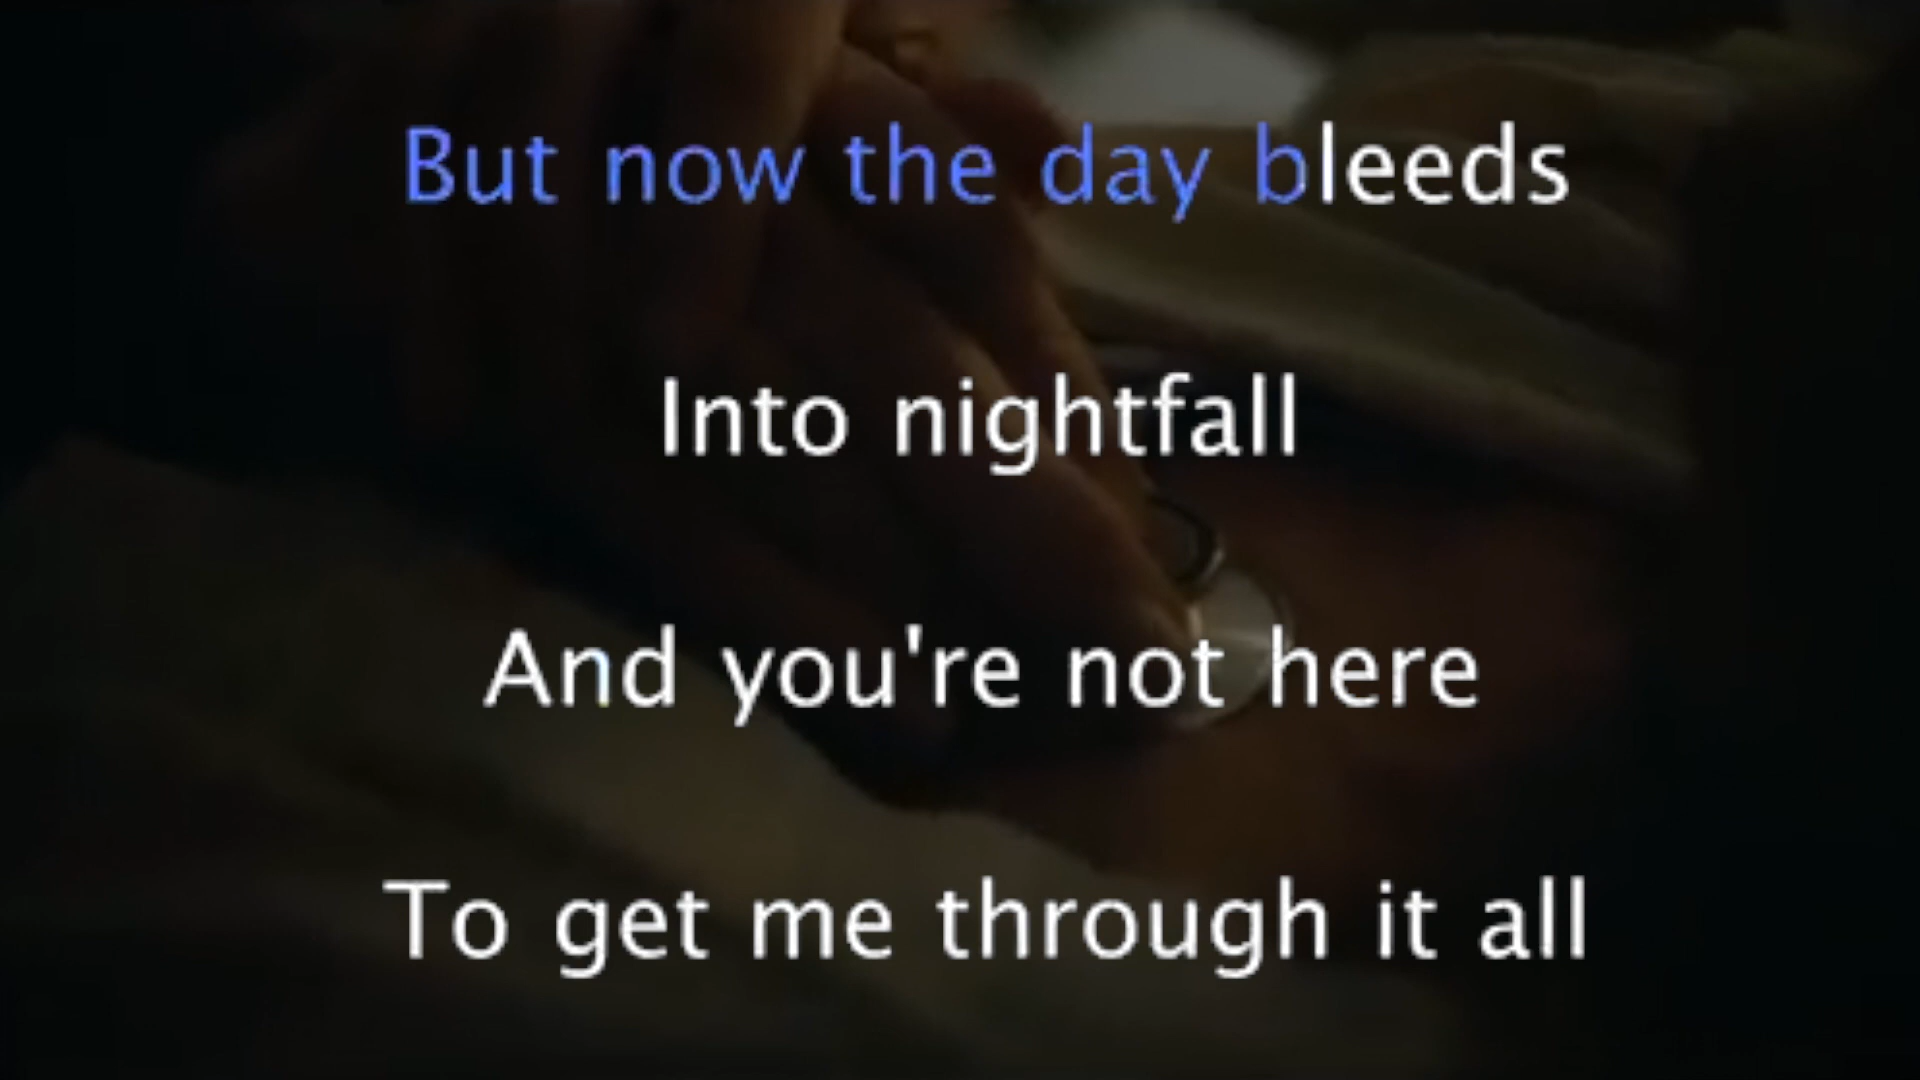 But now the day bleeds
Into nightfall
And you're not here
To get me through it all